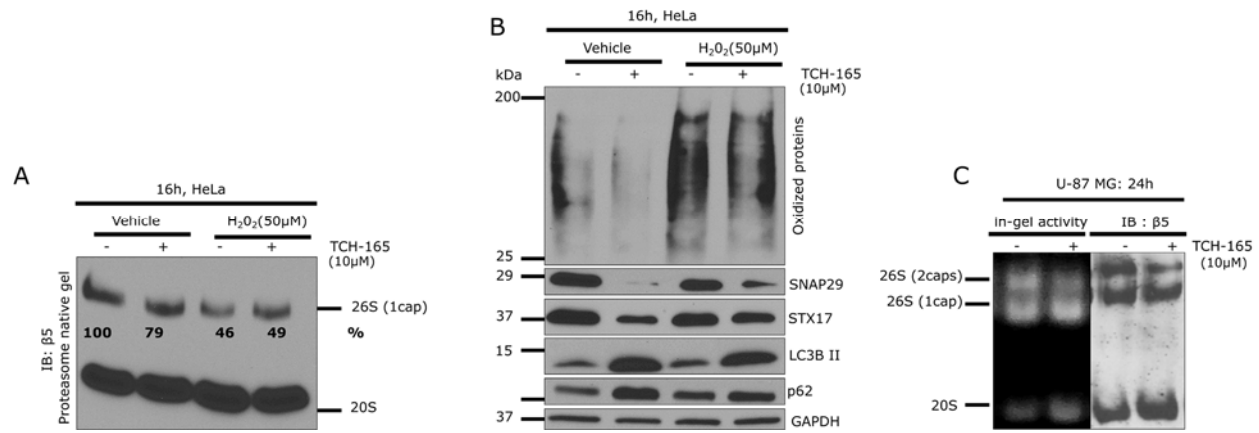 A
16h, HeLa
Vehicle
H₂0₂(50µM)
- + - +
TCH-165
(10µM)
IB: β5
Proteasome native gel
26S (1cap)
100 79 46 49 %
20S
B
16h, HeLa
Vehicle
H₂0₂(50µM)
kDa
- + - +
TCH-165
(10µM)
200
Oxidized proteins
25
29
SNAP29
37
STX17
15
LC3B II
p62
37
GAPDH
C
U-87 MG: 24h
in-gel activity
IB : β5
- + - +
TCH-165
(10µM)
26S (2caps)
26S (1cap)
20S